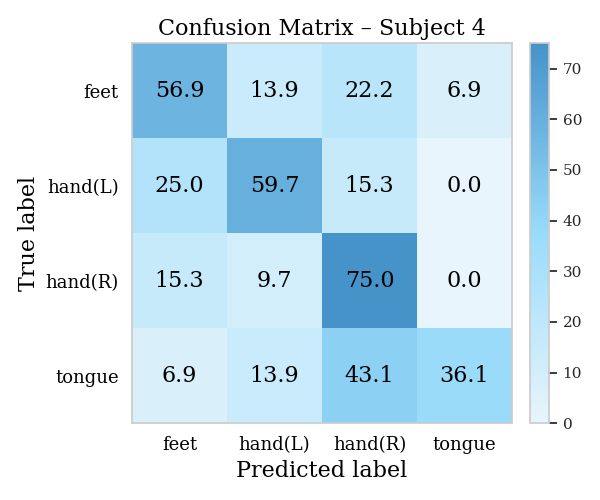 Confusion Matrix – Subject 4
True label
feet 56.9 13.9 22.2 6.9
hand(L) 25.0 59.7 15.3 0.0
hand(R) 15.3 9.7 75.0 0.0
tongue 6.9 13.9 43.1 36.1
feet hand(L) hand(R) tongue
Predicted label
70
60
50
40
30
20
10
0